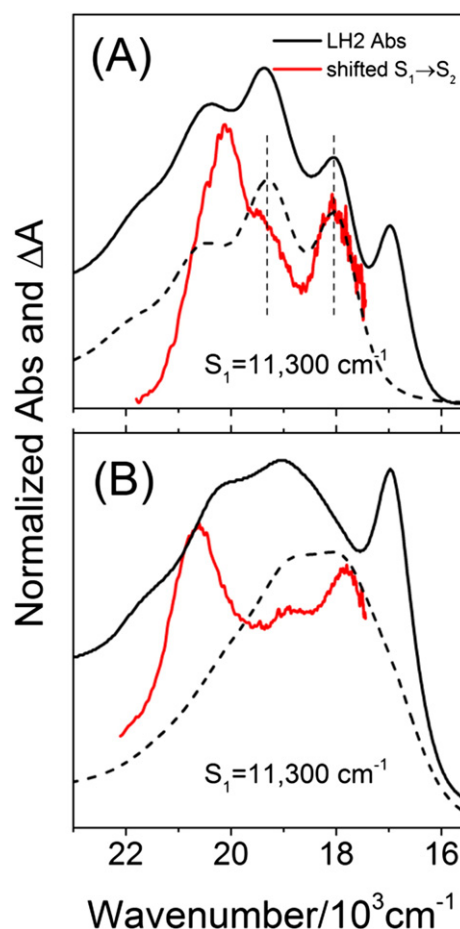 (A)
LH2 Abs
shifted S₁→S₂
S₁=11,300 cm⁻¹
(B)
S₁=11,300 cm⁻¹
22 20 19 18 16
Wavenumber/10³cm⁻¹
Normalized Abs and ΔA